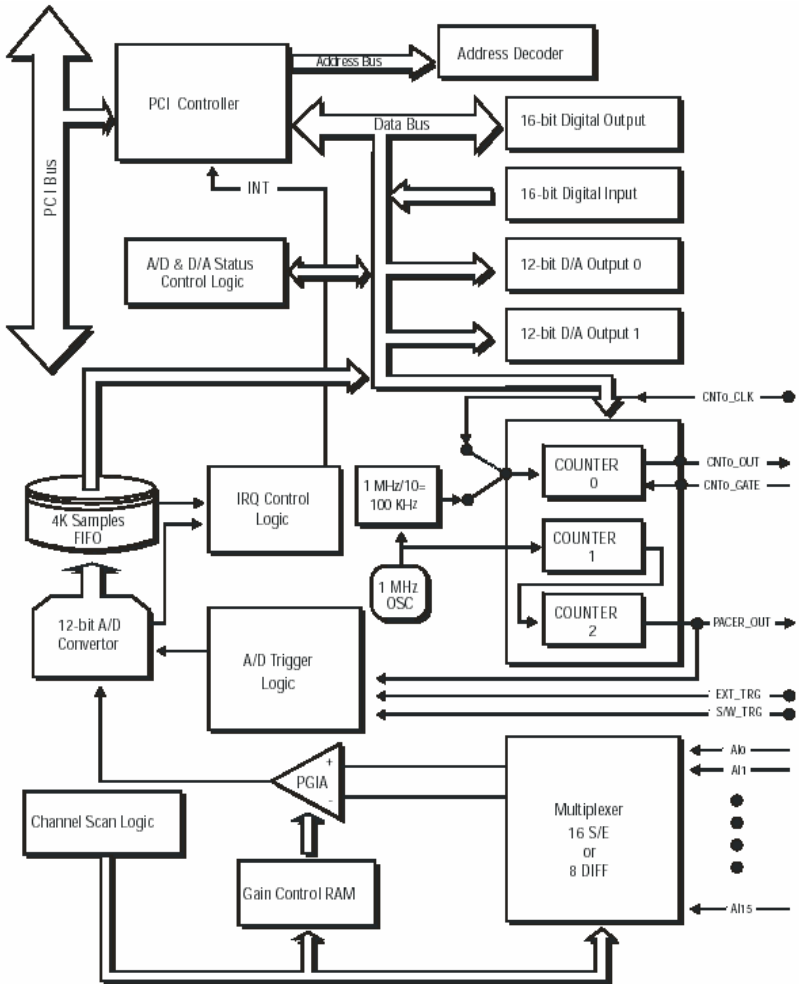 Address Bus
Address Decoder
PCI Controller
Data Bus
16-bit Digital Output
PCI Bus
INT
16-bit Digital Input
A/D & D/A Status
Control Logic
12-bit D/A Output 0
12-bit D/A Output 1
CNT0_CLK
COUNTER
0
CNT0_OUT
CNT0_GATE
1 MHz/10=
100 KHz
IRQ Control
Logic
4K Samples
FIFO
COUNTER
1
1 MHz
OSC
COUNTER
2
PACER_OUT
12-bit A/D
Convertor
A/D Trigger
Logic
EXT_TRG
S/W_TRG
AI0
AI1
+
PGIA
-
Multiplexer
16 S/E
or
8 DIFF
Channel Scan Logic
Gain Control RAM
AI15